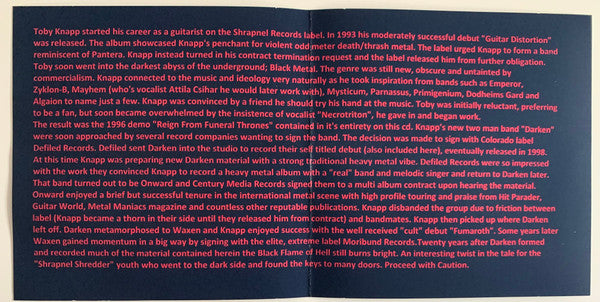 Toby Knapp started his career as a guitarist on the Shrapnel Records label. In 1993 his moderately successful debut "Guitar Distortion"
was released. The album showcased Knapp's penchant for violent odd meter death/thrash metal. The label urged Knapp to form a band
reminiscent of Pantera. Knapp instead turned in his contract termination request and the label released him from further obligation.
Toby soon went into the darkest abyss of the underground; Black Metal. The genre was still new, obscure and untainted by
commercialism. Knapp connected to the music and ideology very naturally as he took inspiration from bands such as Emperor,
Zyklon-B, Mayhem (who's vocalist Attila Csihar he would later work with), Mysticum, Parnassus, Primigenium, Dodheims Gard and
Algaion to name just a few. Knapp was convinced by a friend he should try his hand at the music. Toby was initially reluctant, preferring
to be a fan, but soon became overwhelmed by the insistence of vocalist "Necrotriton", he gave in and began work.
The result was the 1996 demo "Reign From Funeral Thrones" contained in it's entirety on this cd. Knapp's new two man band "Darken"
were soon approached by several record companies wanting to sign the band. The decision was made to sign with Colorado label
Defiled Records. Defiled sent Darken into the studio to record their self titled debut (also included here), eventually released in 1998.
At this time Knapp was preparing new Darken material with a strong traditional heavy metal vibe. Defiled Records were so impressed
with the work they convinced Knapp to record a heavy metal album with a "real" band and melodic singer and return to Darken later.
That band turned out to be Onward and Century Media Records signed them to a multi album contract upon hearing the material.
Onward enjoyed a brief but successful tenure in the international metal scene with high profile touring and praise from Hit Parader,
Guitar World, Metal Maniacs magazine and countless other reputable publications. Knapp disbanded the group due to friction between
label (Knapp became a thorn in their side until they released him from contract) and bandmates. Knapp then picked up where Darken
left off. Darken metamorphosed to Waxen and Knapp enjoyed success with the well received "cult" debut "Fumaroth". Some years later
Waxen gained momentum in a big way by signing with the elite, extreme label Moribund Records.Twenty years after Darken formed
and recorded much of the material contained herein the Black Flame of Hell still burns bright. An interesting twist in the tale for the
"Shrapnel Shredder" youth who went to the dark side and found the keys to many doors. Proceed with Caution.